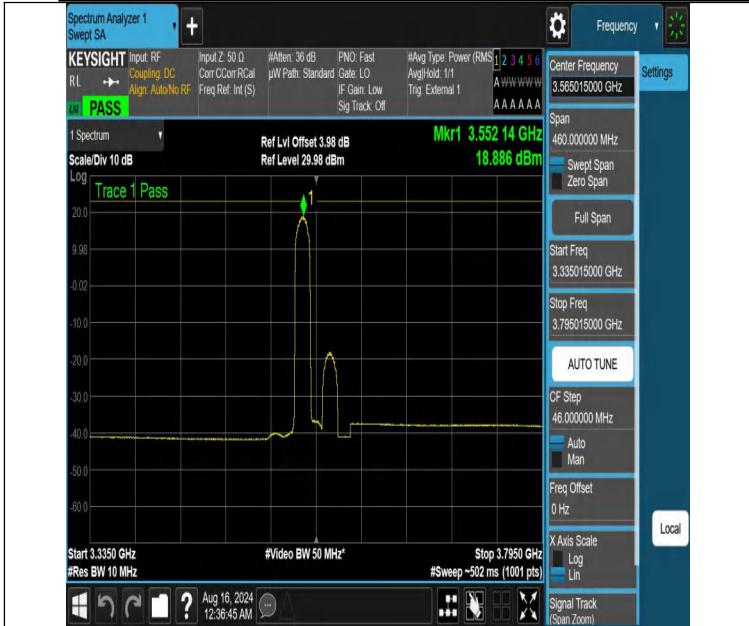 Spectrum Analyzer 1
Swept SA
Frequency
KEYSIGHT
RL
PASS
Input: RF
Coupling: DC
Align: Auto/No RF
Input Z: 50 Ω
Corr CCorr RCal
Freq Ref: Int (S)
#Atten: 36 dB
µW Path: Standard
PNO: Fast
Gate: LO
IF Gain: Low
Sig Track: Off
#Avg Type: Power (RMS
Avg|Hold: 1/1
Trig: External 1
1 2 3 4 5 6
A W W W W W
A A A A A A
1 Spectrum
Scale/Div 10 dB
Log
Ref Lvl Offset 3.98 dB
Ref Level 29.98 dBm
Mkr1 3.552 14 GHz
18.886 dBm
Trace 1 Pass
1
20.0
9.98
-0.02
-10.0
-20.0
-30.0
-40.0
-50.0
-60.0
Start 3.3350 GHz
#Res BW 10 MHz
#Video BW 50 MHz*
Stop 3.7950 GHz
#Sweep ~502 ms (1001 pts)
Center Frequency
3.565015000 GHz
Settings
Span
460.000000 MHz
Swept Span
Zero Span
Full Span
Start Freq
3.335015000 GHz
Stop Freq
3.795015000 GHz
AUTO TUNE
CF Step
46.000000 MHz
Auto
Man
Freq Offset
0 Hz
X Axis Scale
Log
Lin
Local
Signal Track
(Span Zoom)
?
Aug 16, 2024
12:36:45 AM